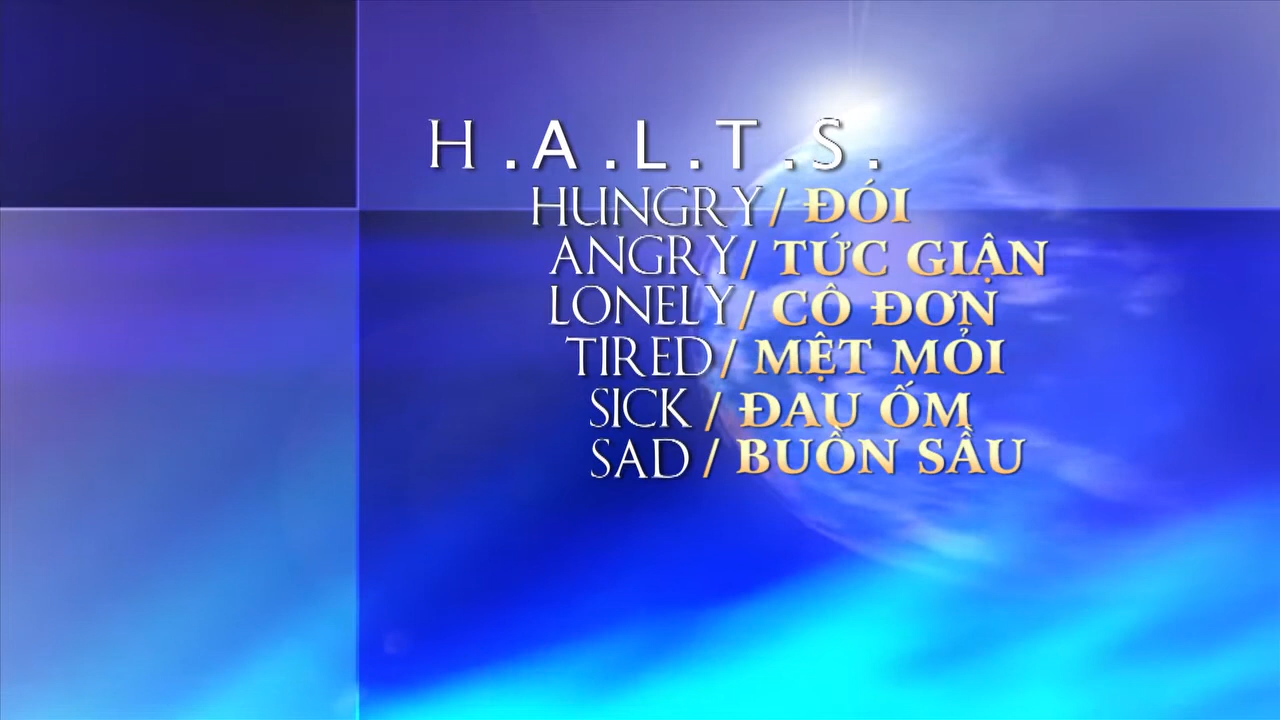 H.A.L.T.S.
HUNGRY / ĐÓI
ANGRY / TỨC GIẬN
LONELY / CÔ ĐƠN
TIRED / MỆT MỎI
SICK / ĐAU ỐM
SAD / BUỒN SẦU